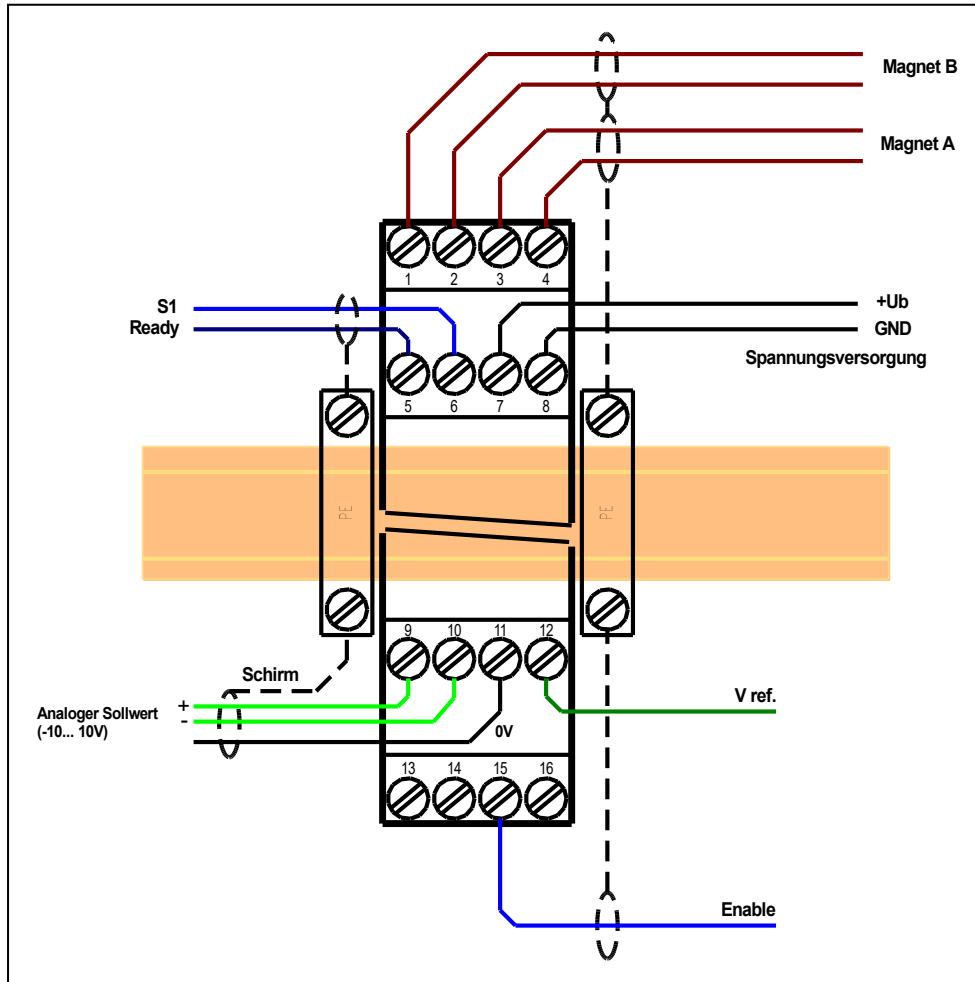 Magnet B
Magnet A
1 2 3 4
S1
Ready
+Ub
GND
Spannungsversorgung
5 6 7 8
PE PE
9 10 11 12
Schirm
+
Analoger Sollwert
-
(-10... 10V)
0V
V ref.
13 14 15 16
Enable